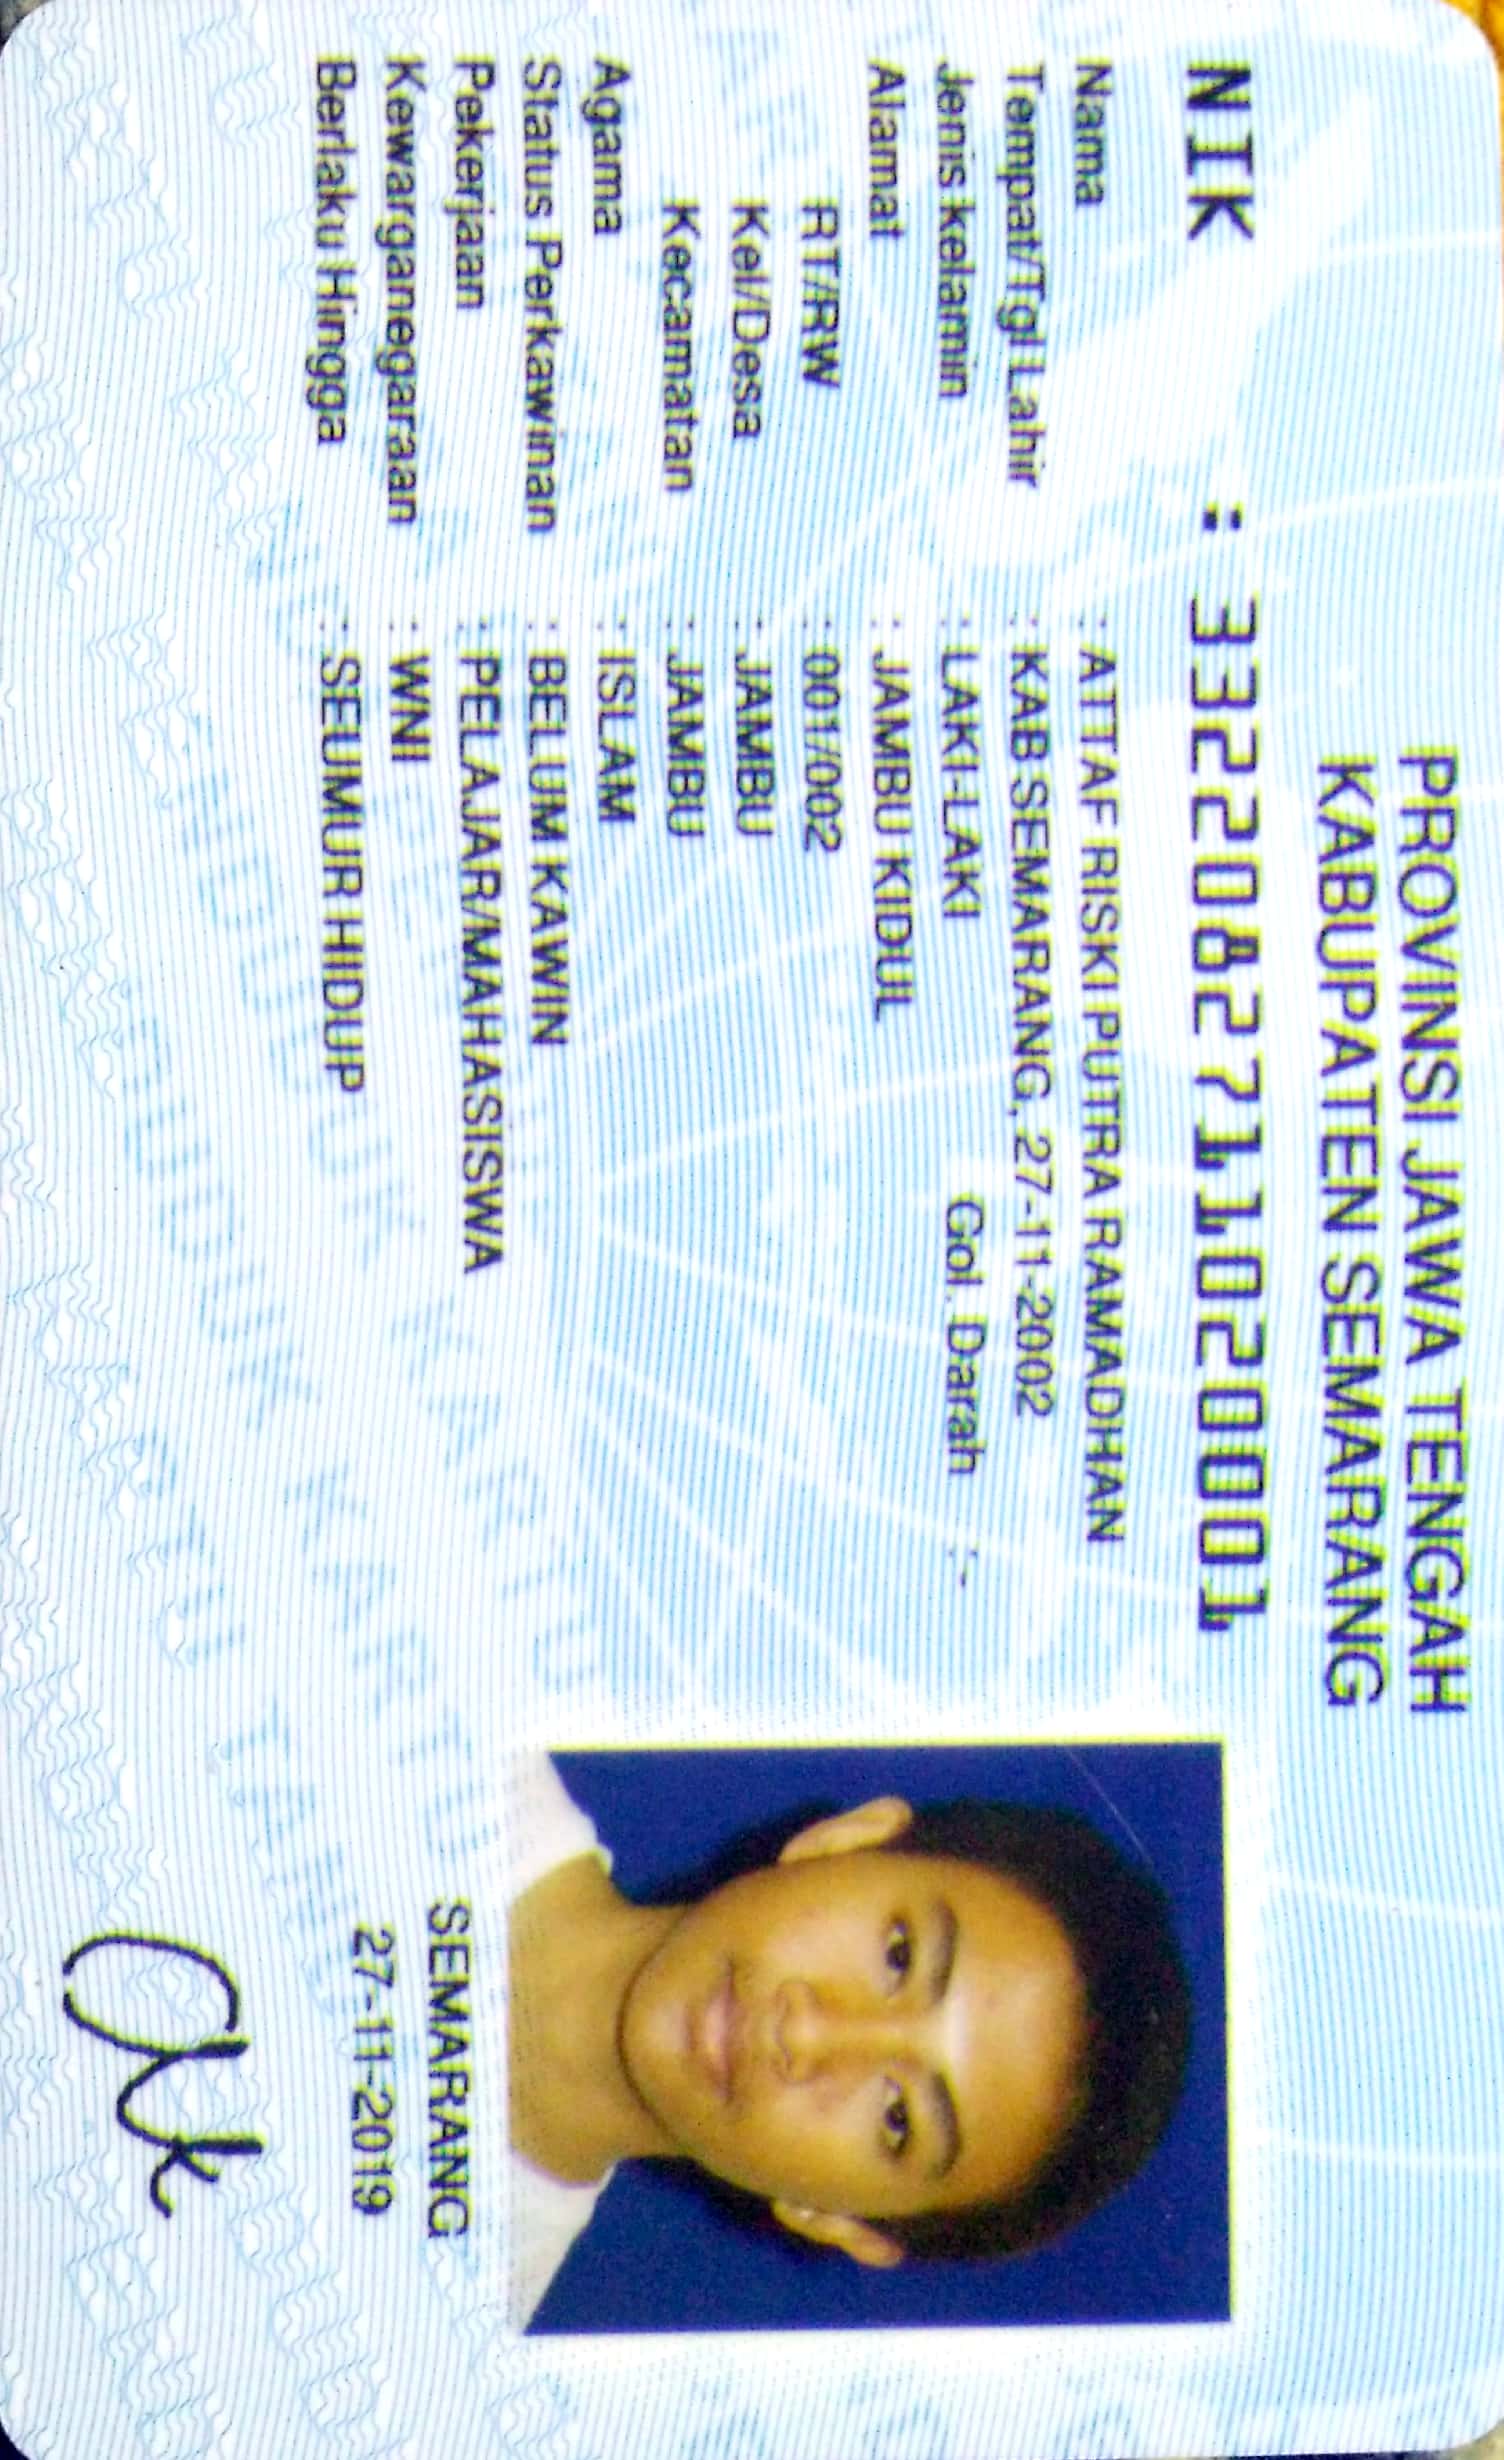 PROVINSI JAWA TENGAH
KABUPATEN SEMARANG
NIK : 3322082711020001
Nama : ATTAF RISKI PUTRA RAMADHAN
Tempat/Tgl Lahir : KAB SEMARANG, 27-11-2002
Jenis kelamin : LAKI-LAKI Gol. Darah :-
Alamat : JAMBU KIDUL
RT/RW : 001/002
Kel/Desa : JAMBU
Kecamatan : JAMBU
Agama : ISLAM
Status Perkawinan : BELUM KAWIN
Pekerjaan : PELAJAR/MAHASISWA
Kewarganegaraan : WNI
Berlaku Hingga : SEUMUR HIDUP
SEMARANG
27-11-2019